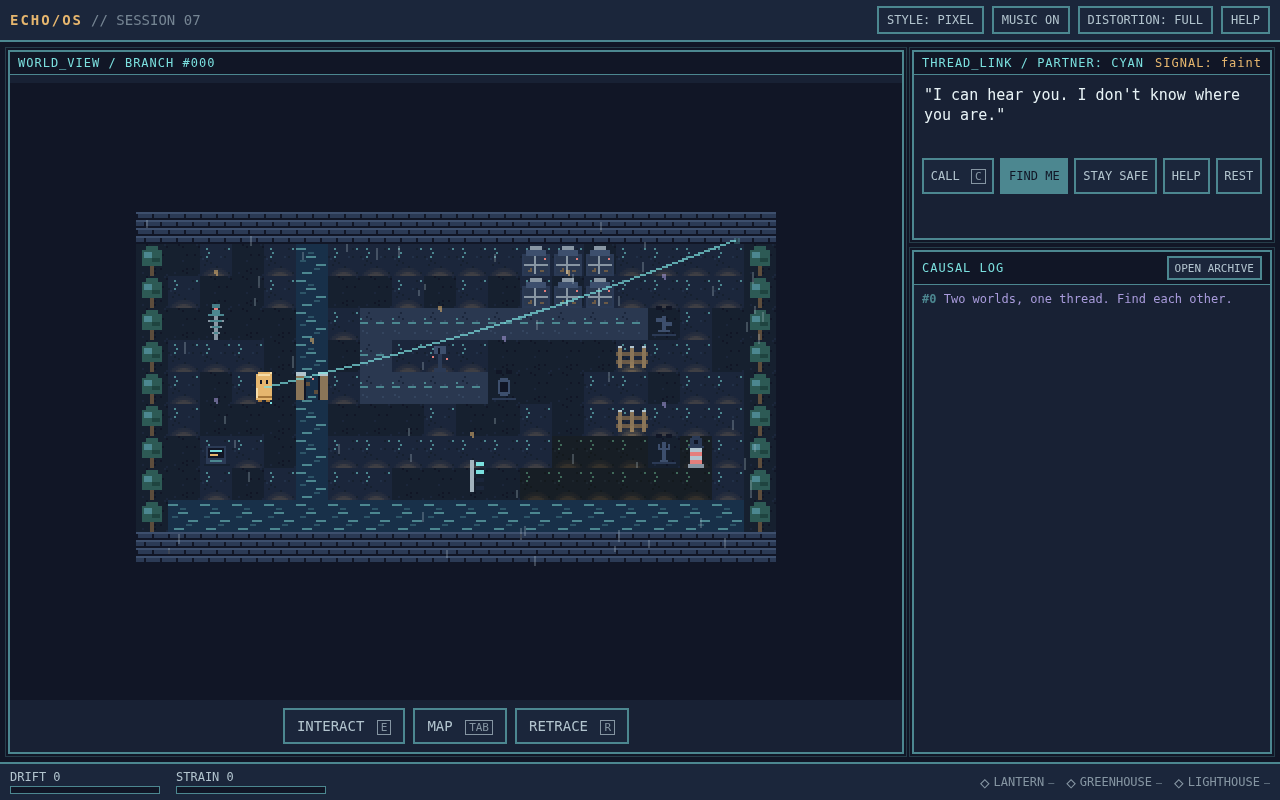 ECHO/OS // SESSION 07
STYLE: PIXEL
MUSIC ON
DISTORTION: FULL
HELP
WORLD_VIEW / BRANCH #000
THREAD_LINK / PARTNER: CYAN
SIGNAL: faint
"I can hear you. I don't know where
you are."
CALL C
FIND ME
STAY SAFE
HELP
REST
CAUSAL LOG
OPEN ARCHIVE
#0 Two worlds, one thread. Find each other.
INTERACT E
MAP TAB
RETRACE R
DRIFT 0
STRAIN 0
◇ LANTERN –
◇ GREENHOUSE –
◇ LIGHTHOUSE –